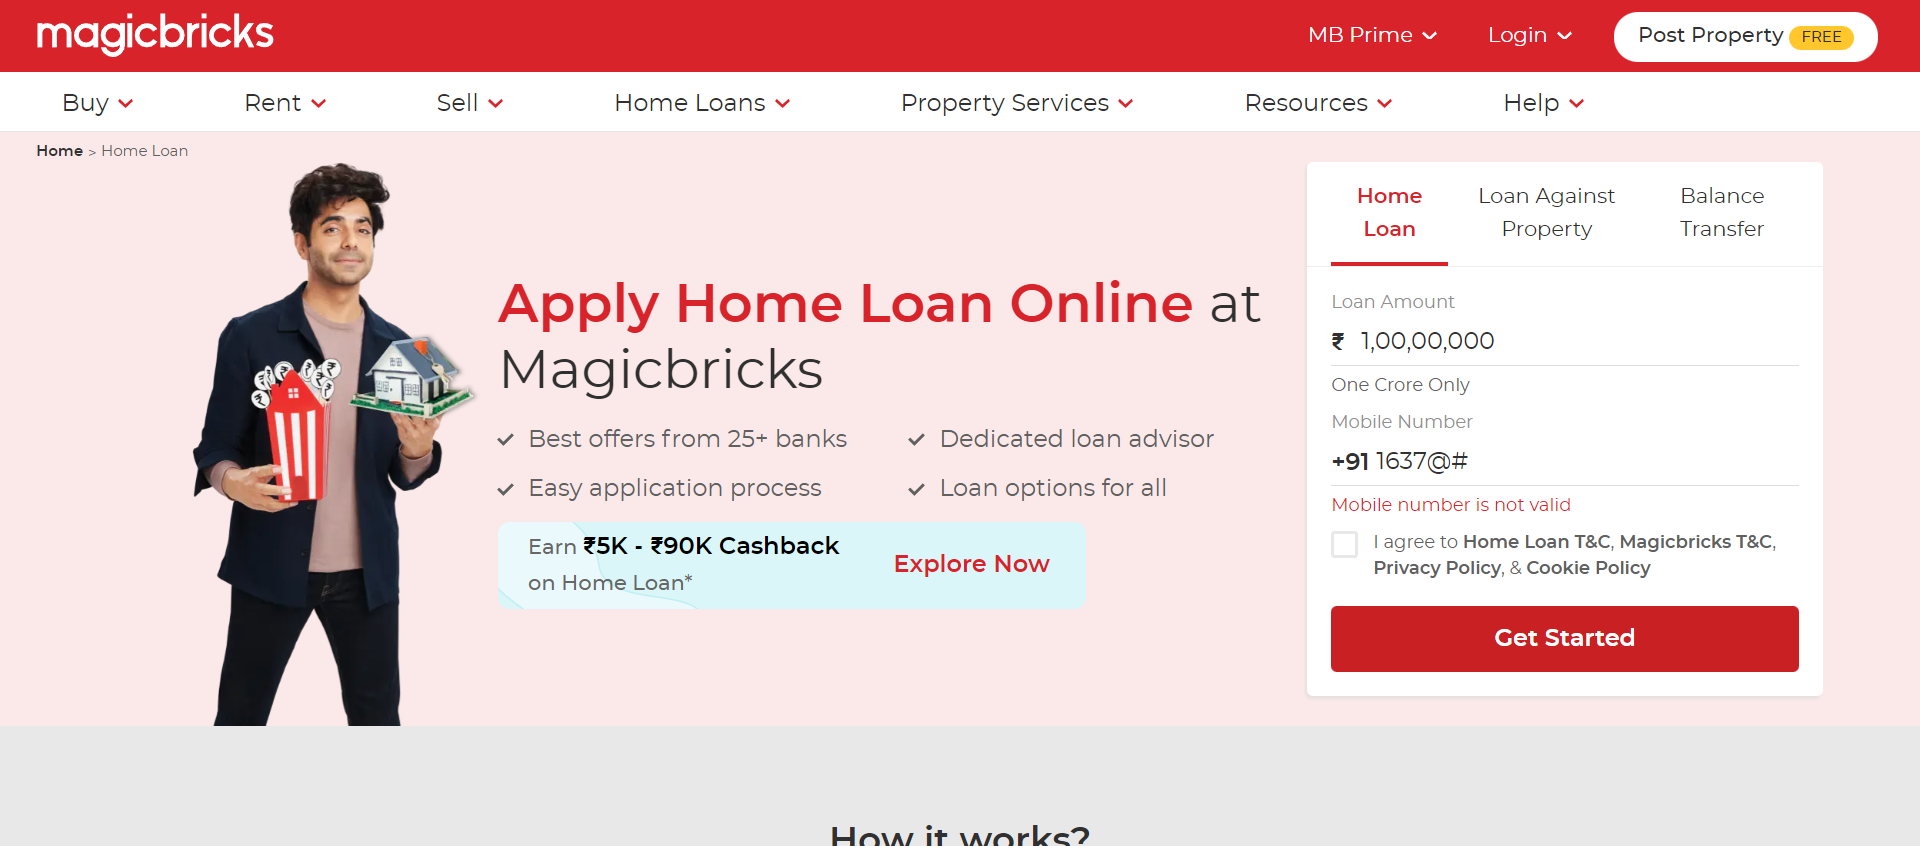 magicbricks
MB Prime
Login
Post Property FREE
Buy
Rent
Sell
Home Loans
Property Services
Resources
Help
Home > Home Loan
Apply Home Loan Online at
Magicbricks
Best offers from 25+ banks
Dedicated loan advisor
Easy application process
Loan options for all
Earn ₹5K - ₹90K Cashback
on Home Loan*
Explore Now
Home
Loan
Loan Against
Property
Balance
Transfer
Loan Amount
₹ 1,00,00,000
One Crore Only
Mobile Number
+91 1637@#
Mobile number is not valid
I agree to Home Loan T&C, Magicbricks T&C,
Privacy Policy, & Cookie Policy
Get Started
How it works?